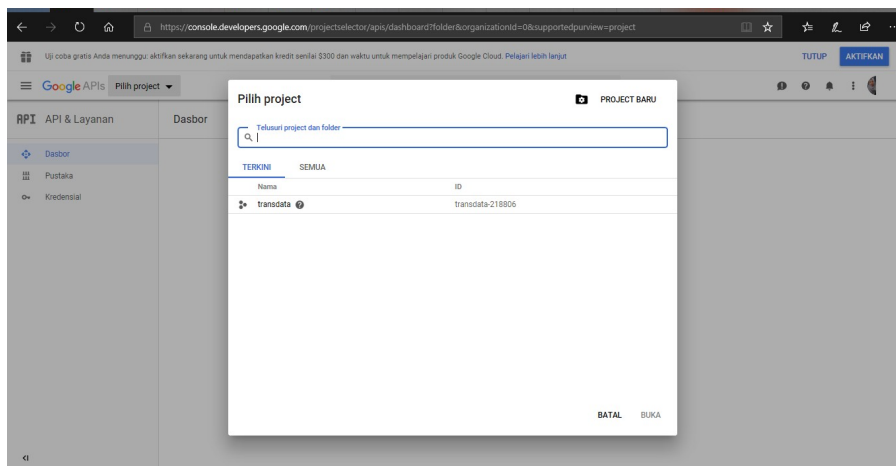 https://console.developers.google.com/projectselector/apis/dashboard?folder&organizationId=0&supportedpurview=project
Uji coba gratis Anda menunggu: aktifkan sekarang untuk mendapatkan kredit senilai $300 dan waktu untuk mempelajari produk Google Cloud. Pelajari lebih lanjut
TUTUP
AKTIFKAN
Google APIs
Pilih project
API API & Layanan
Dasbor
Dasbor
Pustaka
Kredensial
Pilih project
PROJECT BARU
Telusuri project dan folder
TERKINI SEMUA
Nama ID
transdata transdata-218806
BATAL BUKA